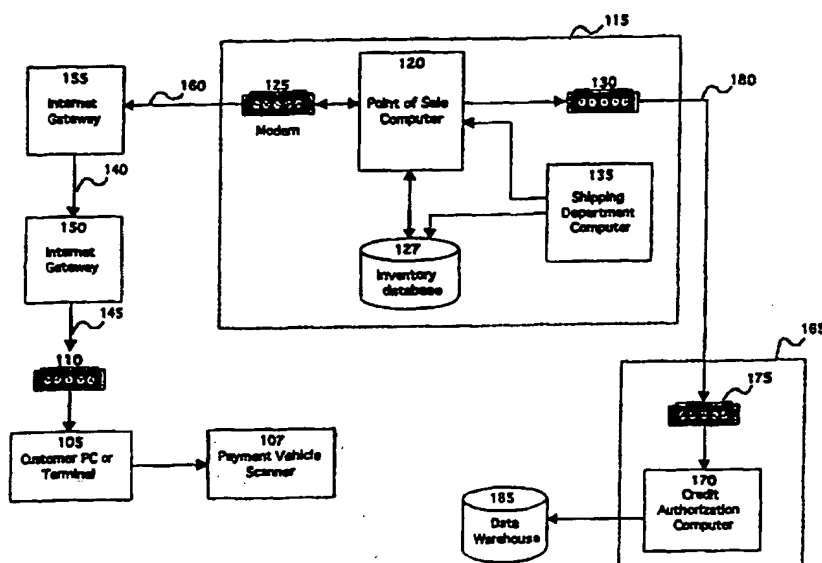 115
155
Internet
Gateway
160
125
Modem
120
Point of Sale
Computer
130
180
140
135
Shipping
Department
Computer
150
Internet
Gateway
127
Inventory
database
145
110
165
175
105
Customer PC or
Terminal
107
Payment Vehicle
Scanner
170
Credit
Authorization
Computer
185
Data
Warehouse